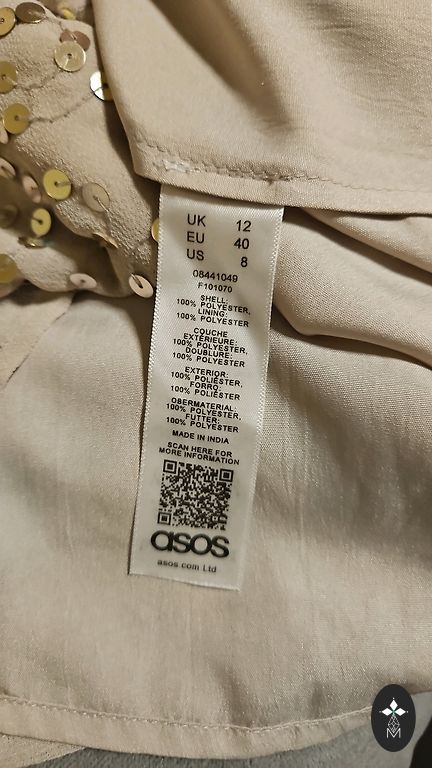 UK 12
EU 40
US 8
08441049
F101070
SHELL:
100% POLYESTER,
LINING:
100% POLYESTER
COUCHE
EXTÉRIEURE:
100% POLYESTER,
DOUBLURE:
100% POLYESTER
EXTERIOR:
100% POLIÉSTER,
FORRO:
100% POLIÉSTER
OBERMATERIAL:
100% POLYESTER,
FUTTER:
100% POLYESTER
MADE IN INDIA
SCAN HERE FOR
MORE INFORMATION
asos
asos.com Ltd
M